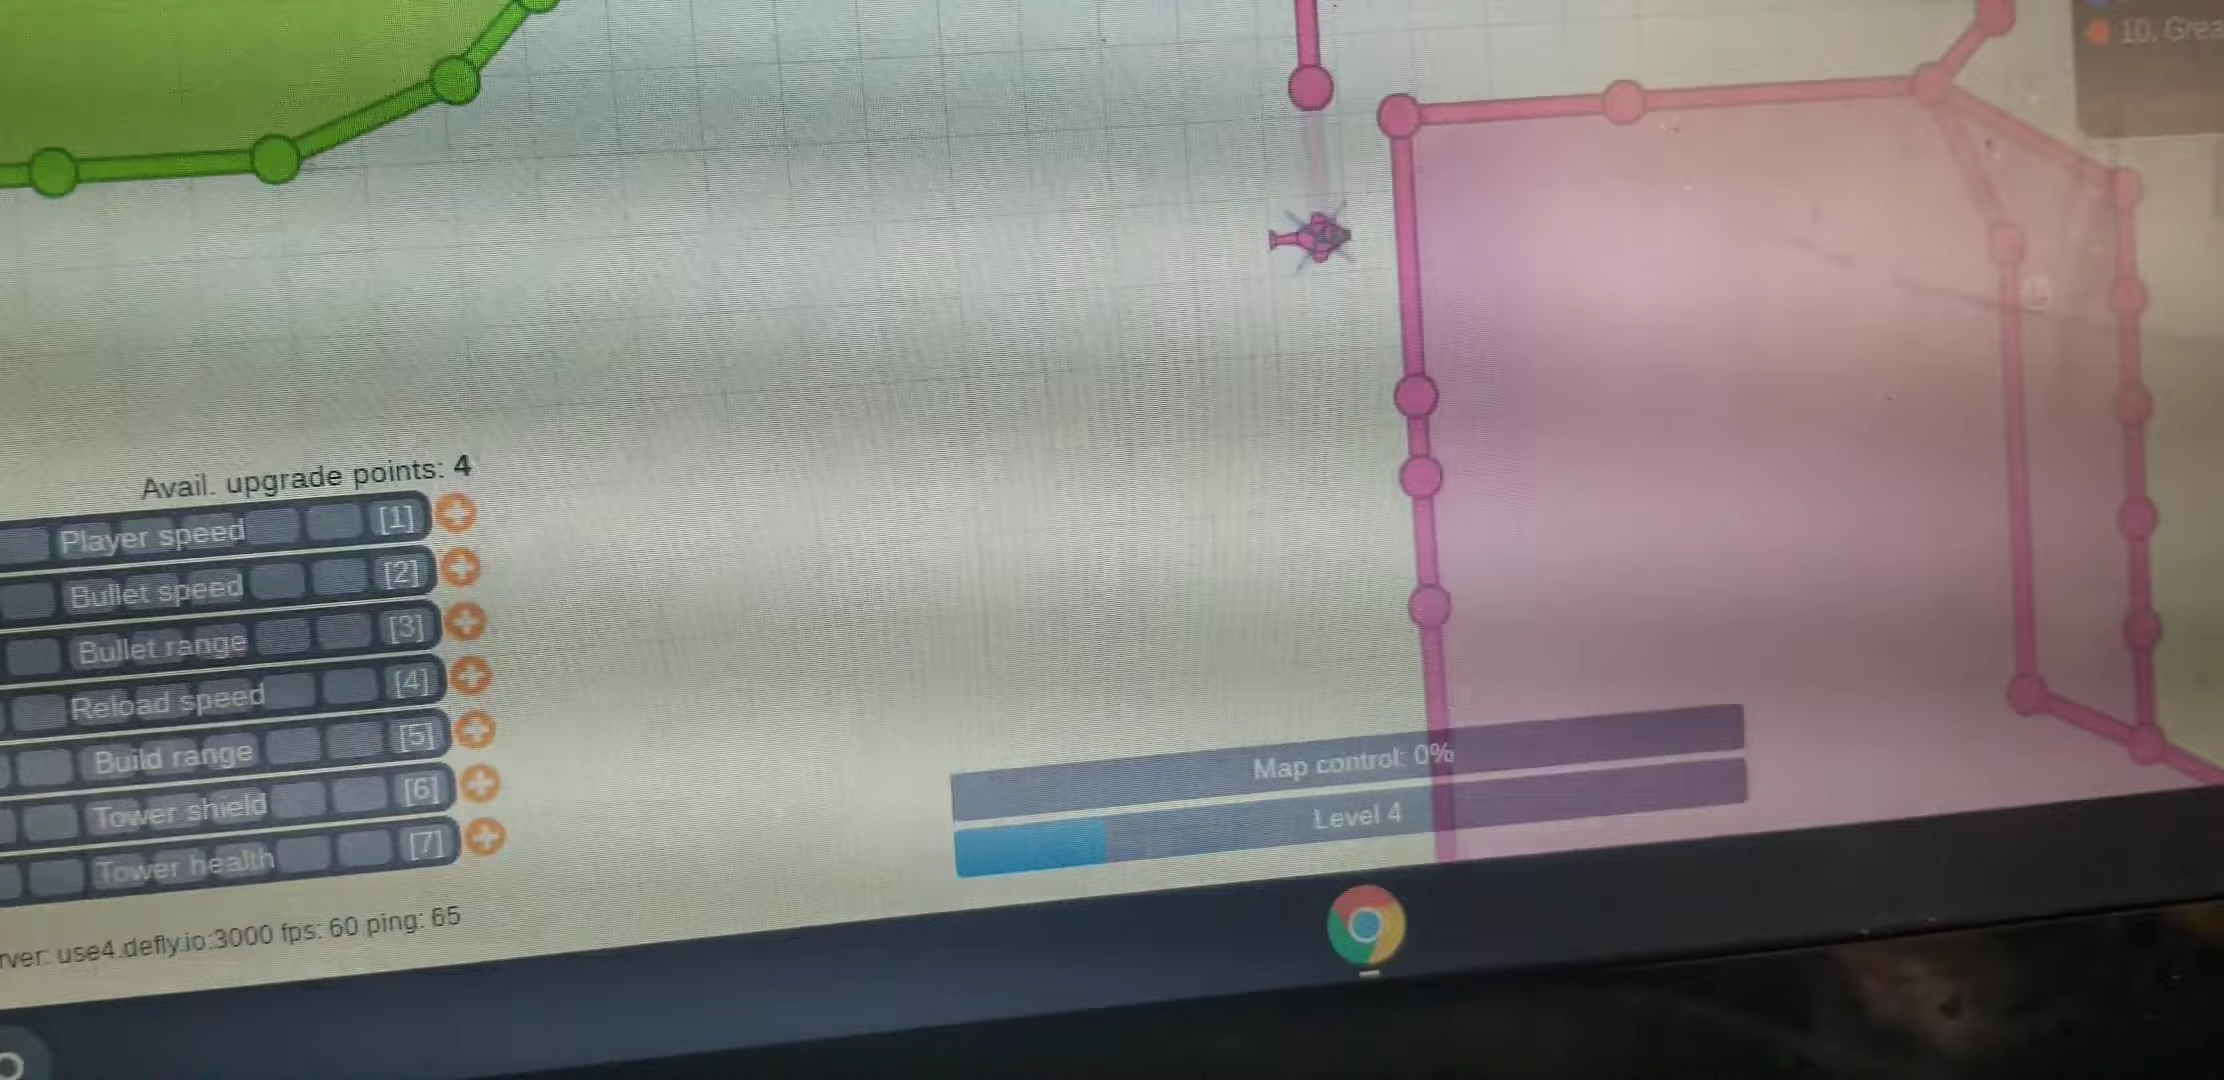 10. Grea
Avail. upgrade points: 4
Player speed [1]
Bullet speed [2]
Bullet range [3]
Reload speed [4]
Build range [5]
Tower shield [6]
Tower health [7]
Map control: 0%
Level 4
rver: use4.defly.io:3000 fps: 60 ping: 65